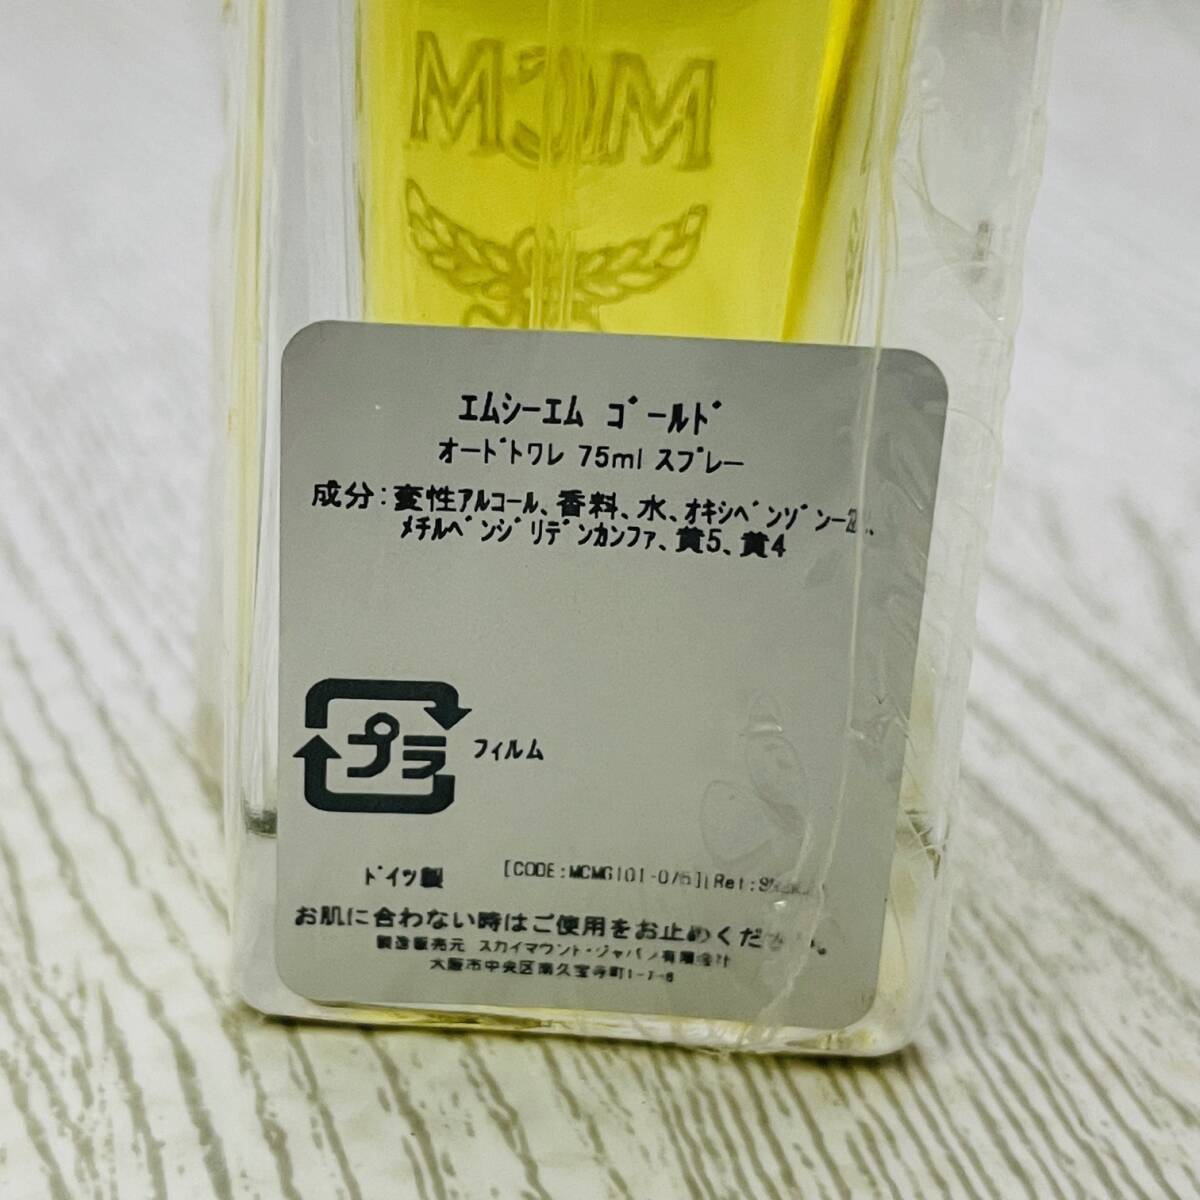 MCM
エムシーエム ゴールド
オードトワレ 75ml スプレー
成分:変性アルコール、香料、水、オキシベンゾン-
メチルベンジリデンカンファ、黄5、黄4
プラ フィルム
ドイツ製
お肌に合わない時はご使用をお止めください。
製造販売元 スカイマウント・ジャパン有限会社
大阪市中央区南久宝寺町1-7-6